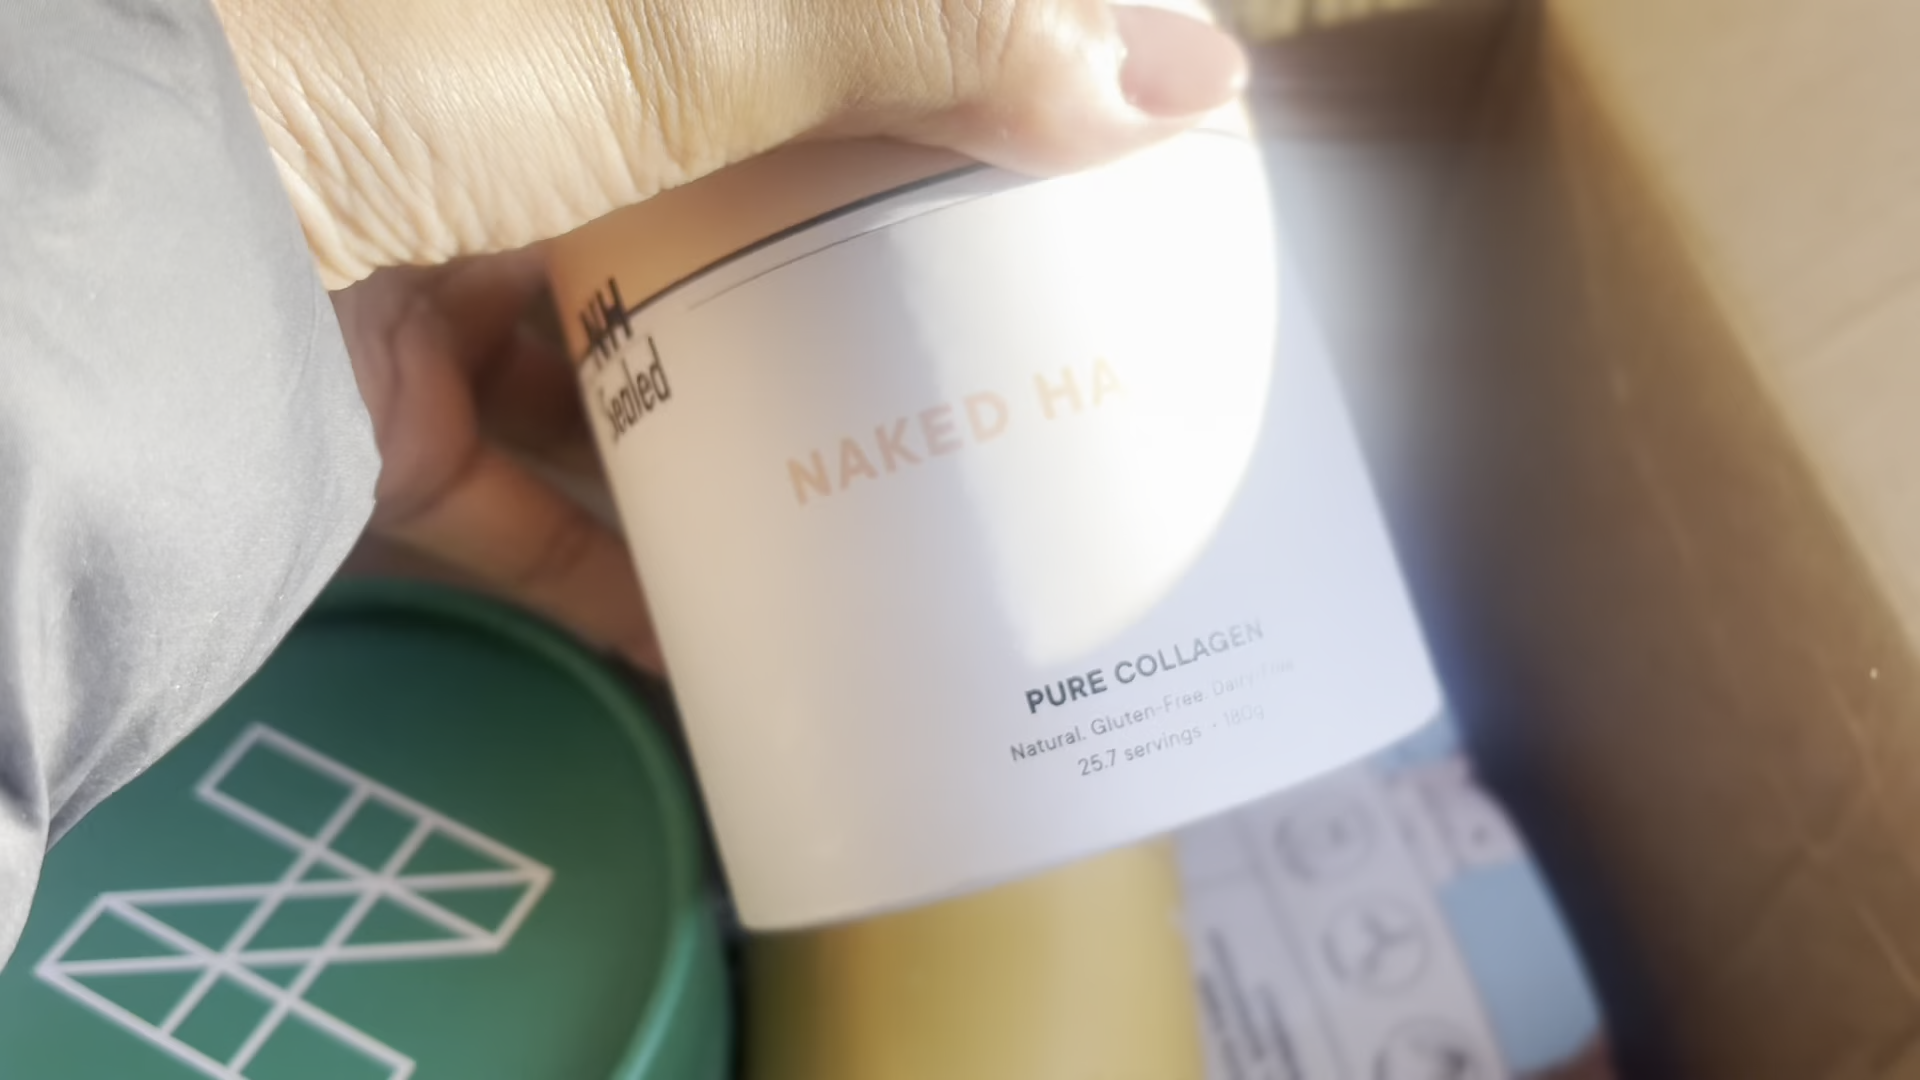 NH
Sealed
NAKED HA
PURE COLLAGEN
Natural. Gluten-Free. Dairy-Free
25.7 servings · 180g